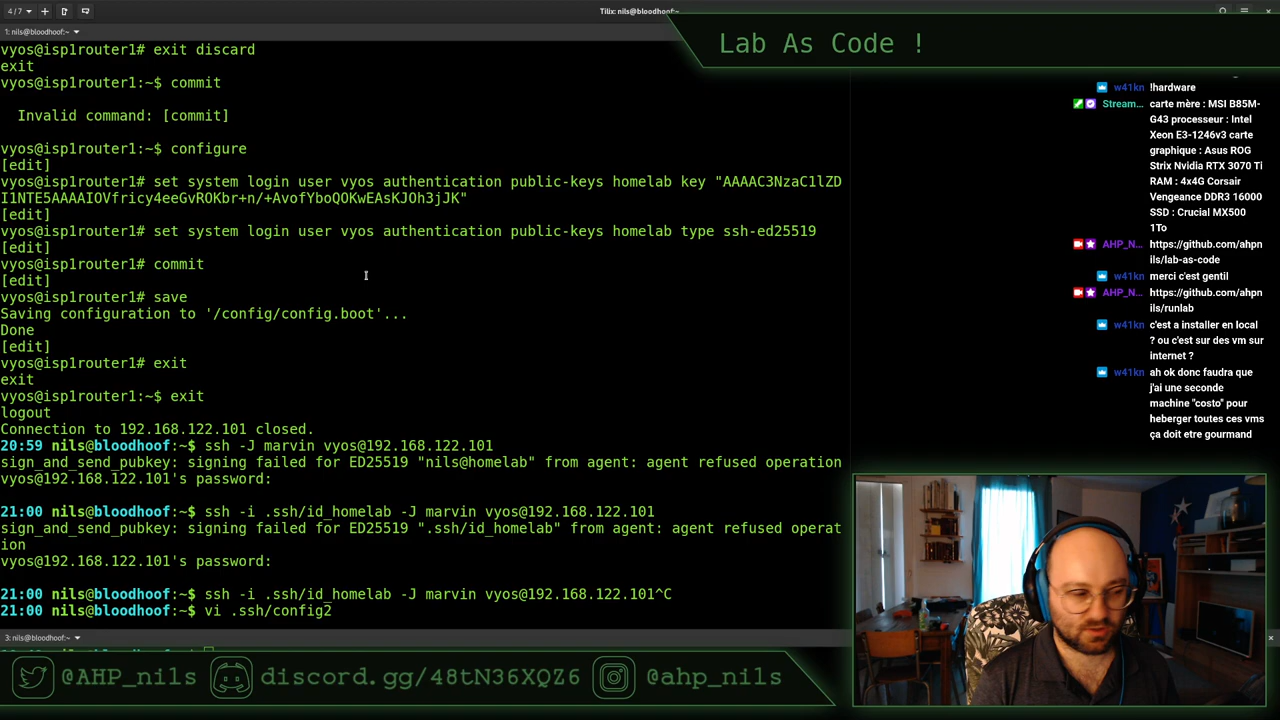 4 / 7
Tilix: nils@bloodhoof:~
1: nils@bloodhoof:~
vyos@isp1router1# exit discard
exit
vyos@isp1router1:~$ commit
Invalid command: [commit]
vyos@isp1router1:~$ configure
[edit]
vyos@isp1router1# set system login user vyos authentication public-keys homelab key "AAAAC3NzaC1lZD
I1NTE5AAAAIOVfricy4eeGvROKbr+n/+AvofYboQOKwEAsKJOh3jJK"
[edit]
vyos@isp1router1# set system login user vyos authentication public-keys homelab type ssh-ed25519
[edit]
vyos@isp1router1# commit
[edit]
vyos@isp1router1# save
Saving configuration to '/config/config.boot'...
Done
[edit]
vyos@isp1router1# exit
exit
vyos@isp1router1:~$ exit
logout
Connection to 192.168.122.101 closed.
20:59 nils@bloodhoof:~$ ssh -J marvin vyos@192.168.122.101
sign_and_send_pubkey: signing failed for ED25519 "nils@homelab" from agent: agent refused operation
vyos@192.168.122.101's password:
21:00 nils@bloodhoof:~$ ssh -i .ssh/id_homelab -J marvin vyos@192.168.122.101
sign_and_send_pubkey: signing failed for ED25519 ".ssh/id_homelab" from agent: agent refused operat
ion
vyos@192.168.122.101's password:
21:00 nils@bloodhoof:~$ ssh -i .ssh/id_homelab -J marvin vyos@192.168.122.101^C
21:00 nils@bloodhoof:~$ vi .ssh/config2
3: nils@bloodhoof:~
Lab As Code !
w41kn !hardware
Stream... carte mère : MSI B85M-
G43 processeur : Intel
Xeon E3-1246v3 carte
graphique : Asus ROG
Strix Nvidia RTX 3070 Ti
RAM : 4x4G Corsair
Vengeance DDR3 16000
SSD : Crucial MX500
1To
AHP_N... https://github.com/ahpn
ils/lab-as-code
w41kn merci c'est gentil
AHP_N... https://github.com/ahpn
ils/runlab
w41kn c'est a installer en local
? ou c'est sur des vm sur
internet ?
w41kn ah ok donc faudra que
j'ai une seconde
machine "costo" pour
heberger toutes ces vms
ça doit etre gourmand
@AHP_nils discord.gg/48tN36XQZ6 @ahp_nils